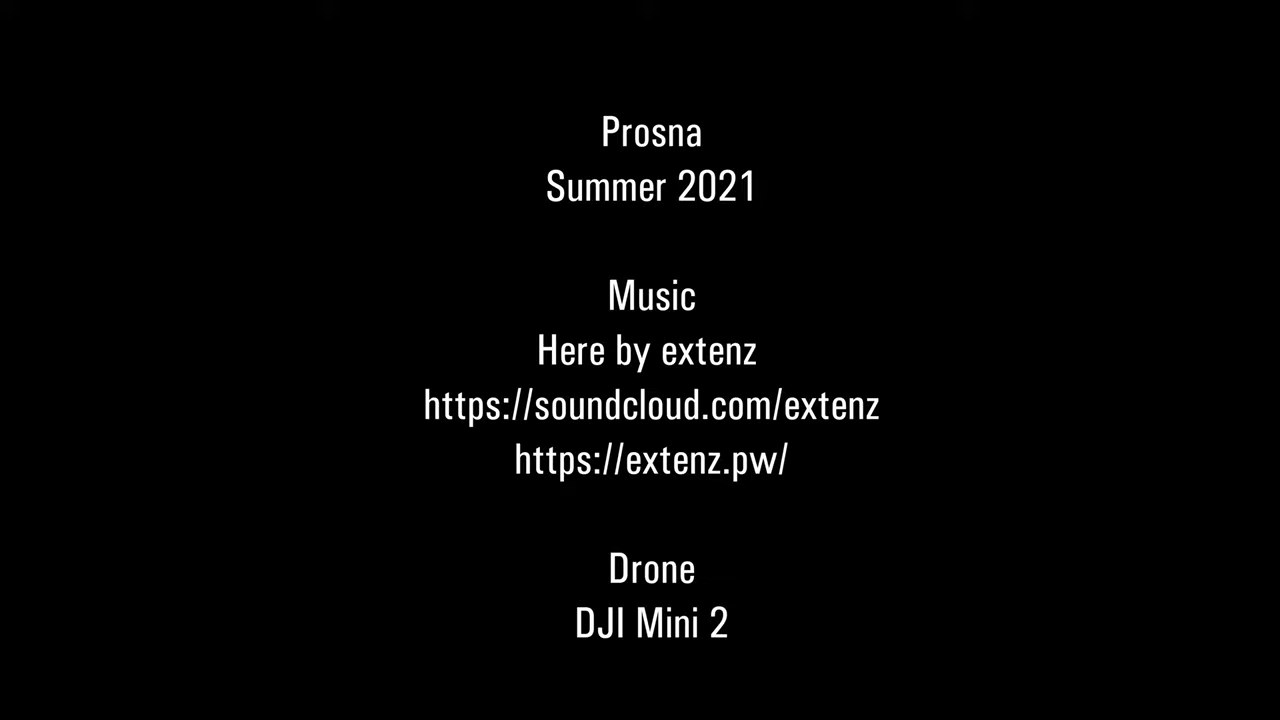 Prosna
Summer 2021
Music
Here by extenz
https://soundcloud.com/extenz
https://extenz.pw/
Drone
DJI Mini 2